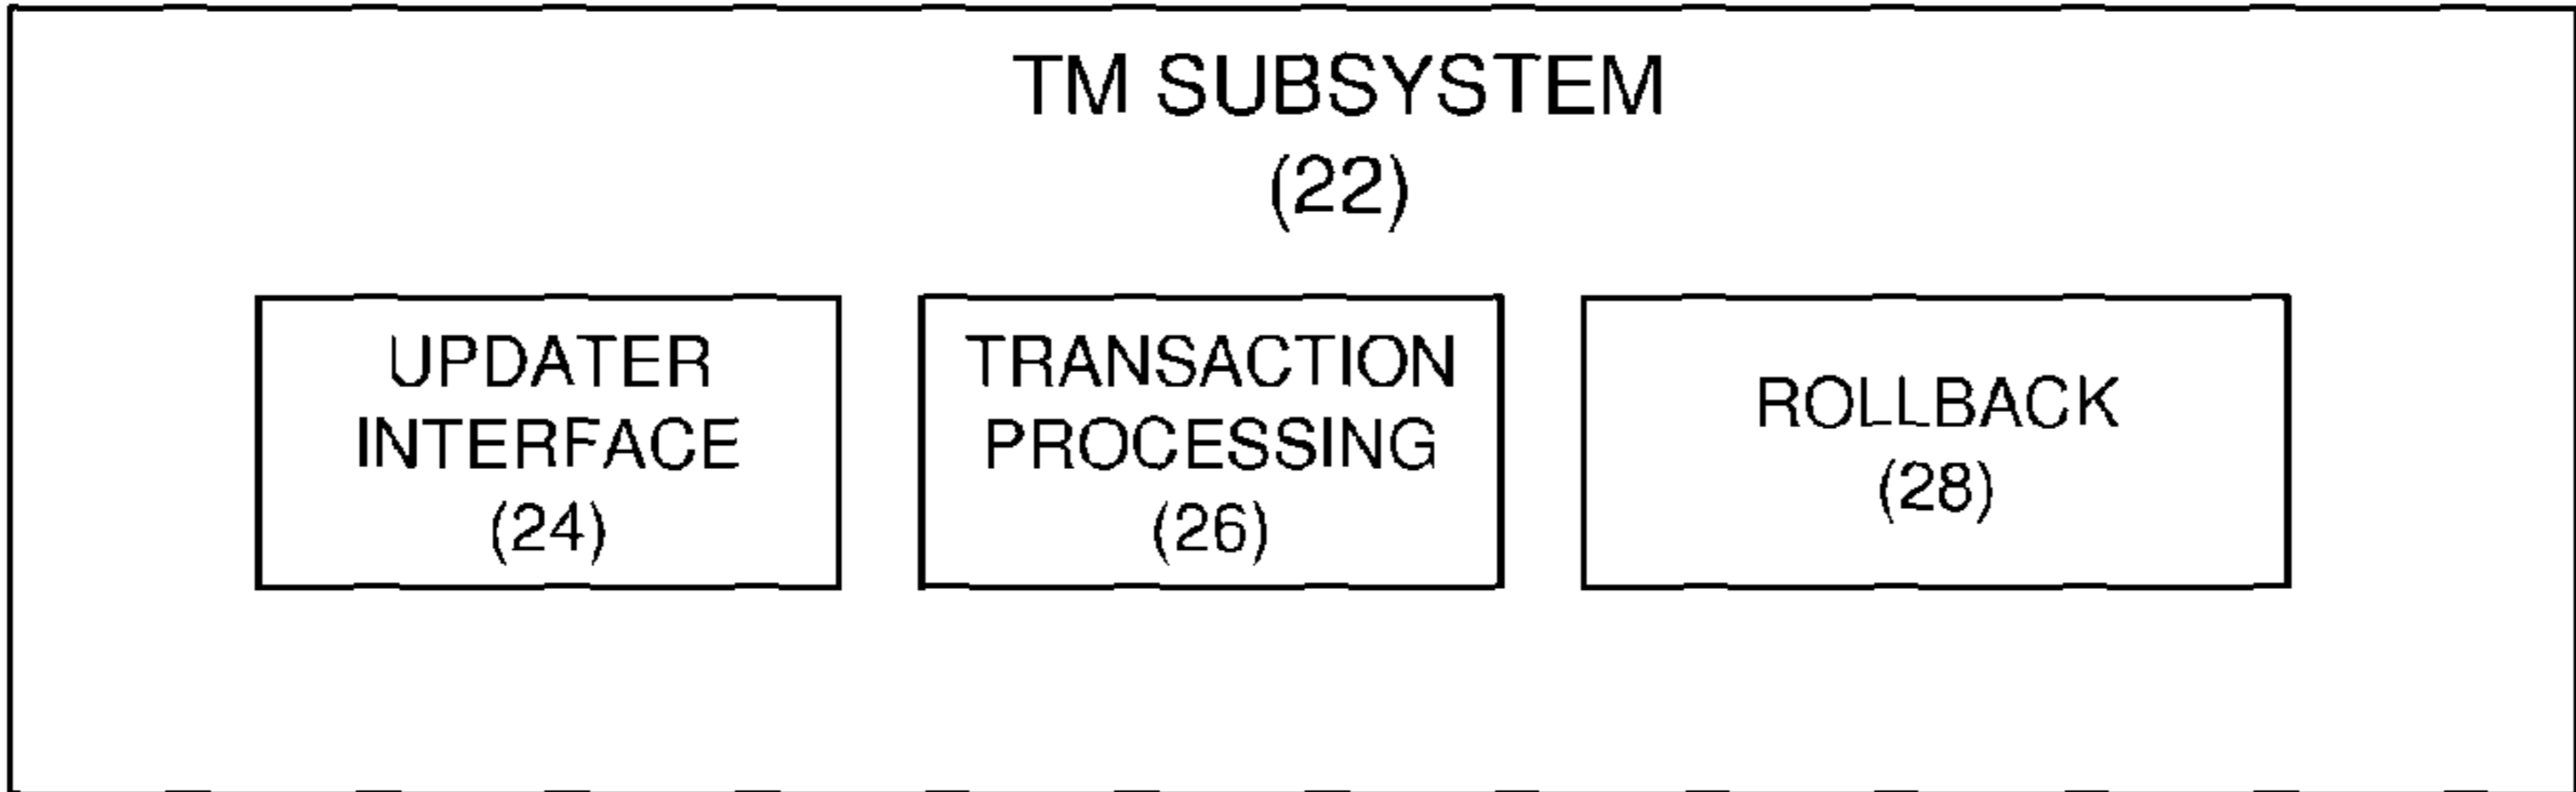 TM SUBSYSTEM
(22)
UPDATER
INTERFACE
(24)
TRANSACTION
PROCESSING
(26)
ROLLBACK
(28)